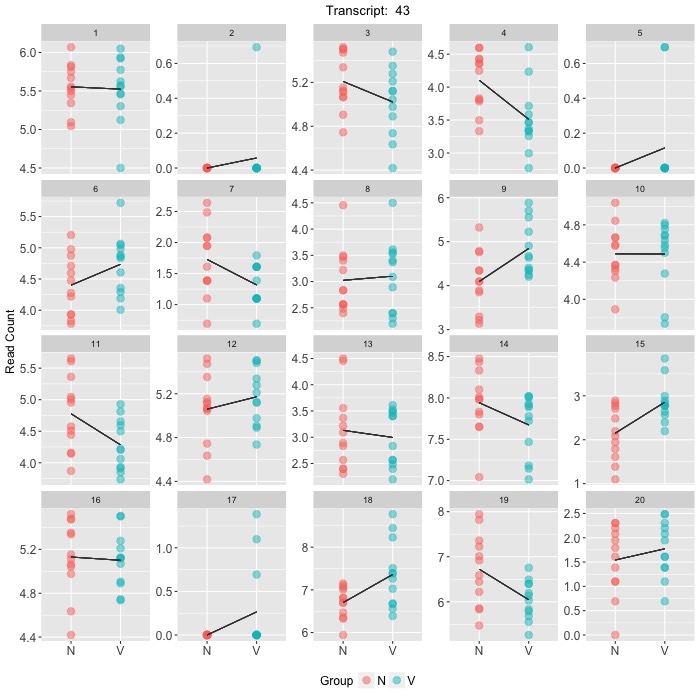 Transcript: 43
1 2 3 4 5
6.0 5.5 5.0 4.5
0.6 0.4 0.2 0.0
5.2 4.8 4.4
4.5 4.0 3.5 3.0
0.6 0.4 0.2 0.0
6 7 8 9 10
5.5 5.0 4.5 4.0
2.5 2.0 1.5 1.0
4.5 4.0 3.5 3.0 2.5
6 5 4 3
4.8 4.4 4.0
Read Count
11 12 13 14 15
5.5 5.0 4.5 4.0
5.2 4.8 4.4
4.5 4.0 3.5 3.0 2.5
8.5 8.0 7.5 7.0
3 2 1
16 17 18 19 20
5.2 4.8 4.4
1.0 0.5 0.0
8 7 6
8 7 6
2.5 2.0 1.5 1.0 0.5 0.0
N V N V N V N V N V
Group N V